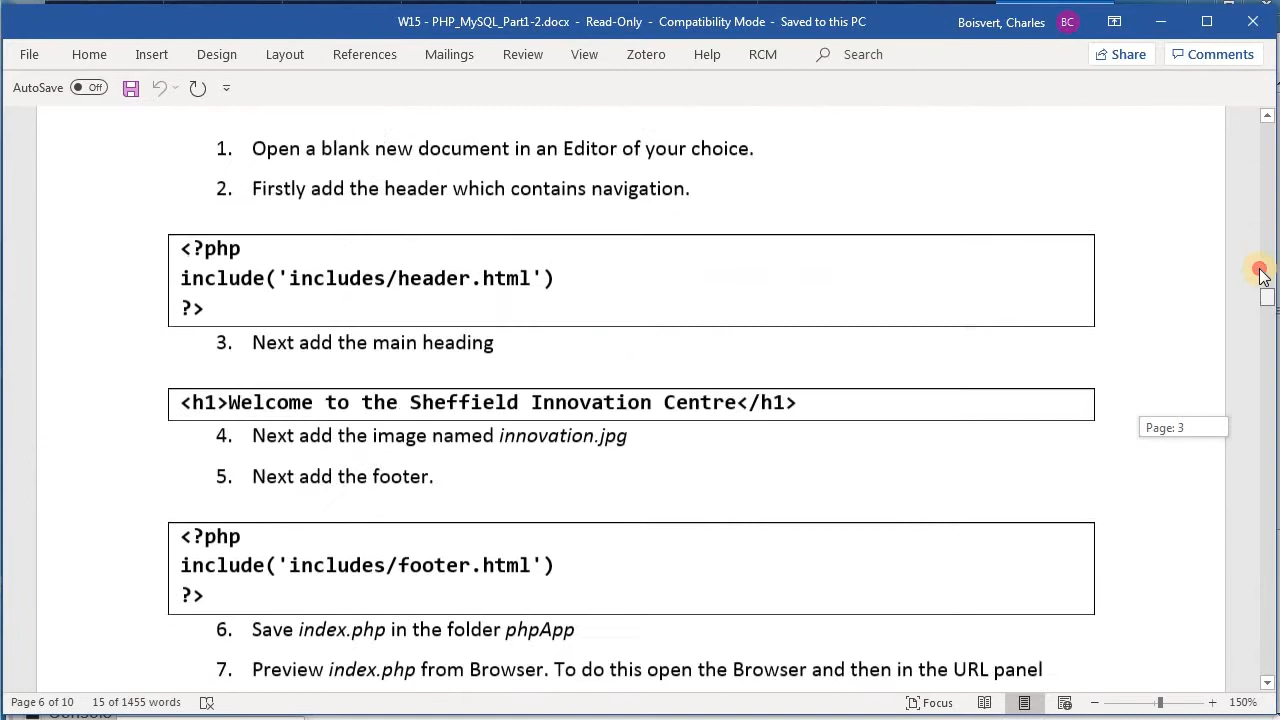 W15 - PHP_MySQL_Part1-2.docx - Read-Only - Compatibility Mode - Saved to this PC
Boisvert, Charles BC
File Home Insert Design Layout References Mailings Review View Zotero Help RCM Search Share Comments
AutoSave Off
1. Open a blank new document in an Editor of your choice.
2. Firstly add the header which contains navigation.
<?php
include('includes/header.html')
?>
3. Next add the main heading
<h1>Welcome to the Sheffield Innovation Centre</h1>
Page: 3
4. Next add the image named innovation.jpg
5. Next add the footer.
<?php
include('includes/footer.html')
?>
6. Save index.php in the folder phpApp
7. Preview index.php from Browser. To do this open the Browser and then in the URL panel
Page 6 of 10 15 of 1455 words Focus 150%